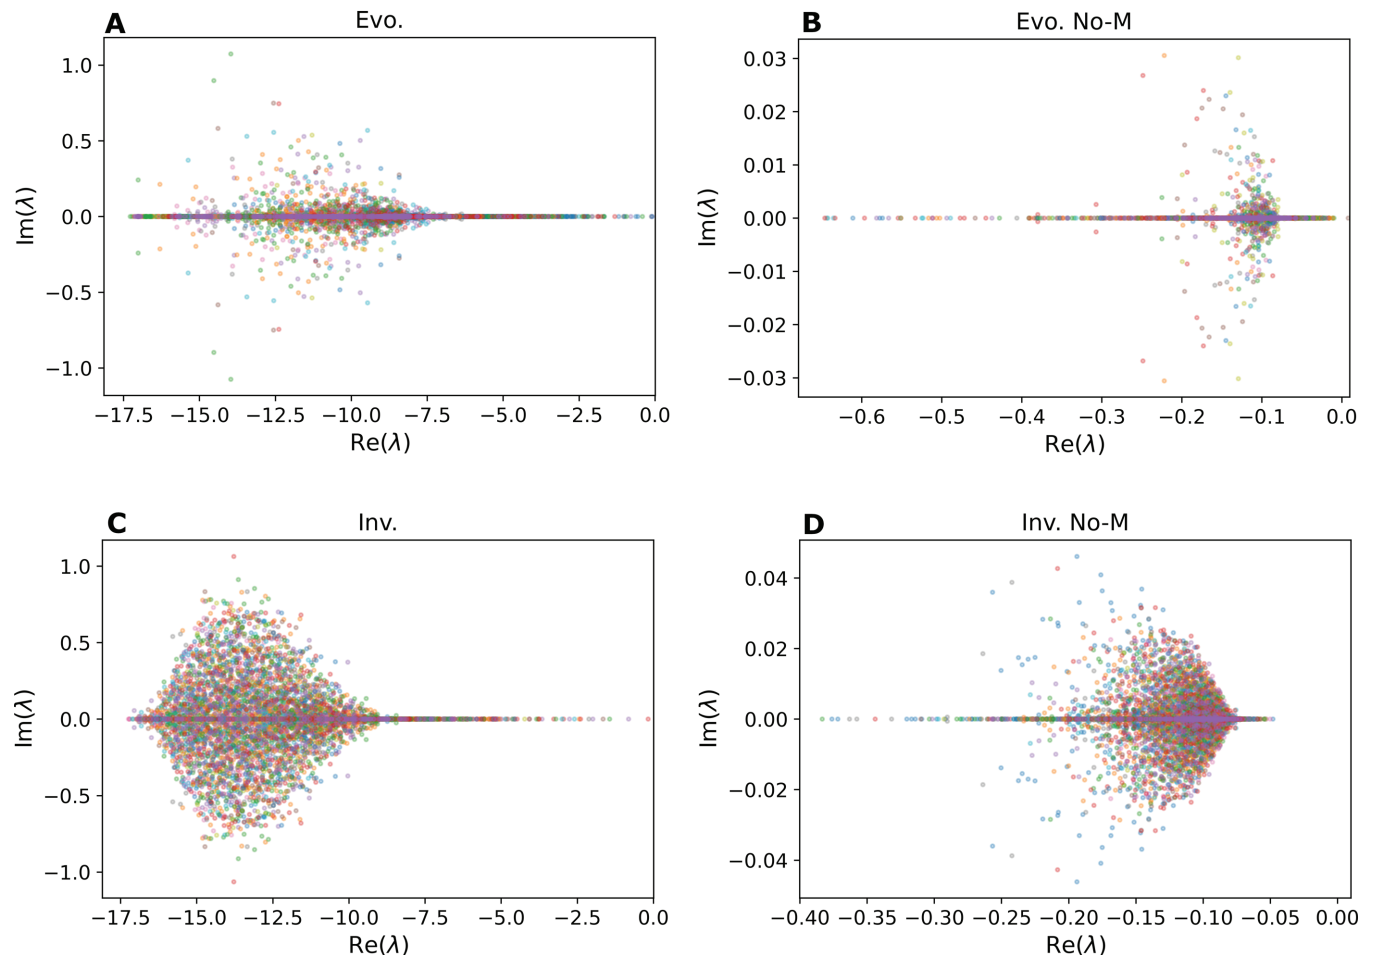 A
Evo.
1.0
0.5
0.0
−0.5
−1.0
Im(λ)
−17.5 −15.0 −12.5 −10.0 −7.5 −5.0 −2.5 0.0
Re(λ)
B
Evo. No-M
0.03
0.02
0.01
0.00
−0.01
−0.02
−0.03
Im(λ)
−0.6 −0.5 −0.4 −0.3 −0.2 −0.1 0.0
Re(λ)
C
Inv.
1.0
0.5
0.0
−0.5
−1.0
Im(λ)
−17.5 −15.0 −12.5 −10.0 −7.5 −5.0 −2.5 0.0
Re(λ)
D
Inv. No-M
0.04
0.02
0.00
−0.02
−0.04
Im(λ)
−0.40 −0.35 −0.30 −0.25 −0.20 −0.15 −0.10 −0.05 0.00
Re(λ)